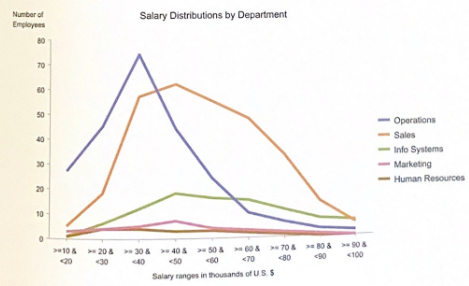 Salary Distributions by Department
Number of
Employees
80
70
60
50
40
30
20
10
0
>=10 & >= 20 & >= 30 & >= 40 & >= 50 & >= 60 & >= 70 & >= 80 & >= 90 &
<20 <30 <40 <50 <60 <70 <80 <90 <100
Salary ranges in thousands of U.S. $
Operations
Sales
Info Systems
Marketing
Human Resources